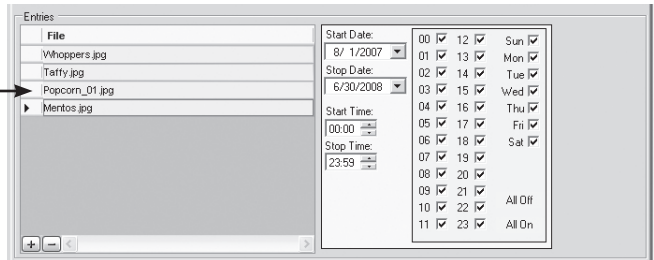 Entries
File
Whoppers.jpg
Taffy.jpg
Popcorn_01.jpg
Mentos.jpg
+ -
Start Date:
8/ 1/2007
Stop Date:
6/30/2008
Start Time:
00:00
Stop Time:
23:59
00 12 Sun
01 13 Mon
02 14 Tue
03 15 Wed
04 16 Thu
05 17 Fri
06 18 Sat
07 19
08 20
09 21
10 22 All Off
11 23 All On